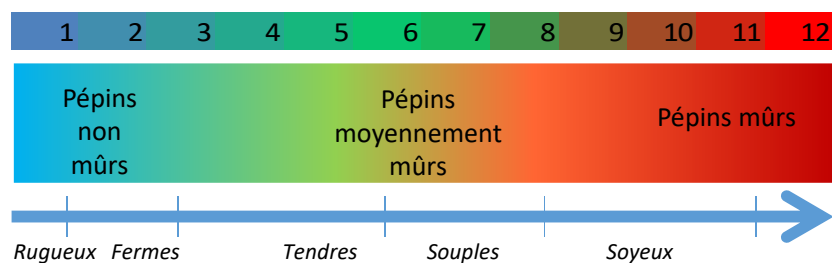 1 2 3 4 5 6 7 8 9 10 11 12
Pépins
non
mûrs
Pépins
moyennement
mûrs
Pépins mûrs
Rugueux Fermes Tendres Souples Soyeux